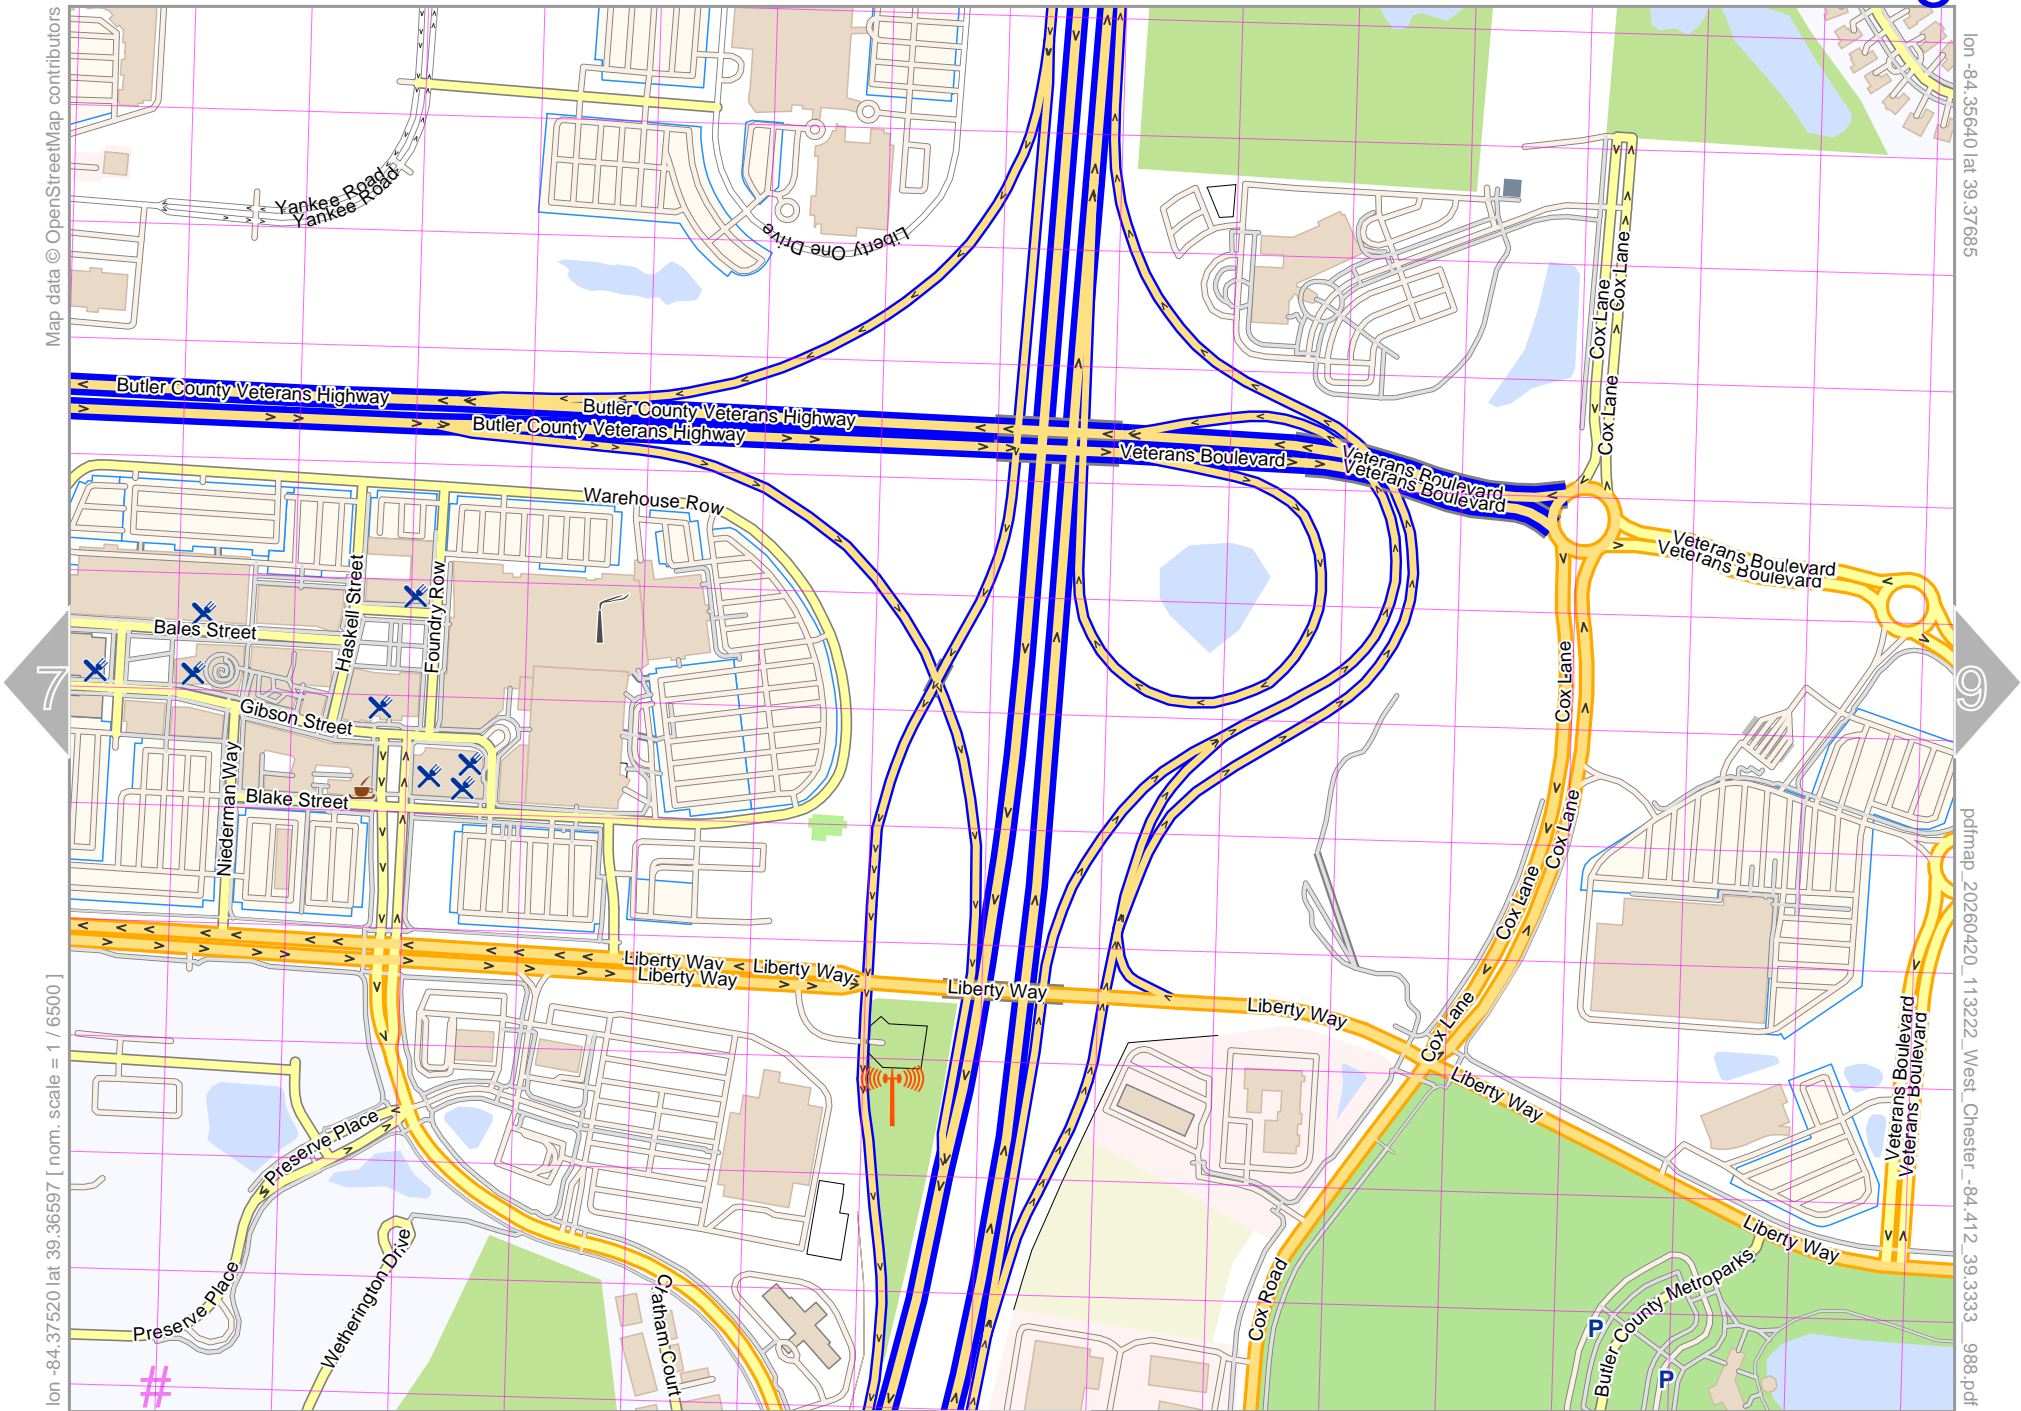 Map data © OpenStreetMap contributors
lon -84.37520 lat 39.36597 [ nom. scale = 1 / 6500 ]
lon -84.35640 lat 39.37685
pdfmap_20260420_113222_West_Chester_-84.412_39.3333__988.pdf
7
9
Yankee Road
Yankee Road
Liberty One Drive
Cox Lane
Cox Lane
Cox Lane
Butler County Veterans Highway
Butler County Veterans Highway
Butler County Veterans Highway
Veterans Boulevard
Veterans Boulevard
Veterans Boulevard
Veterans Boulevard
Veterans Boulevard
Warehouse Row
Haskell Street
Foundry Row
Bales Street
Gibson Street
Niederman Way
Blake Street
Cox Lane
Cox Lane
Cox Lane
Cox Lane
Liberty Way
Liberty Way
Liberty Way
Liberty Way
Liberty Way
Liberty Way
Liberty Way
Veterans Boulevard
Veterans Boulevard
Preserve Place
Preserve Place
Wetherington Drive
Chatham Court
Cox Road
Butler County Metroparks
P
P
#